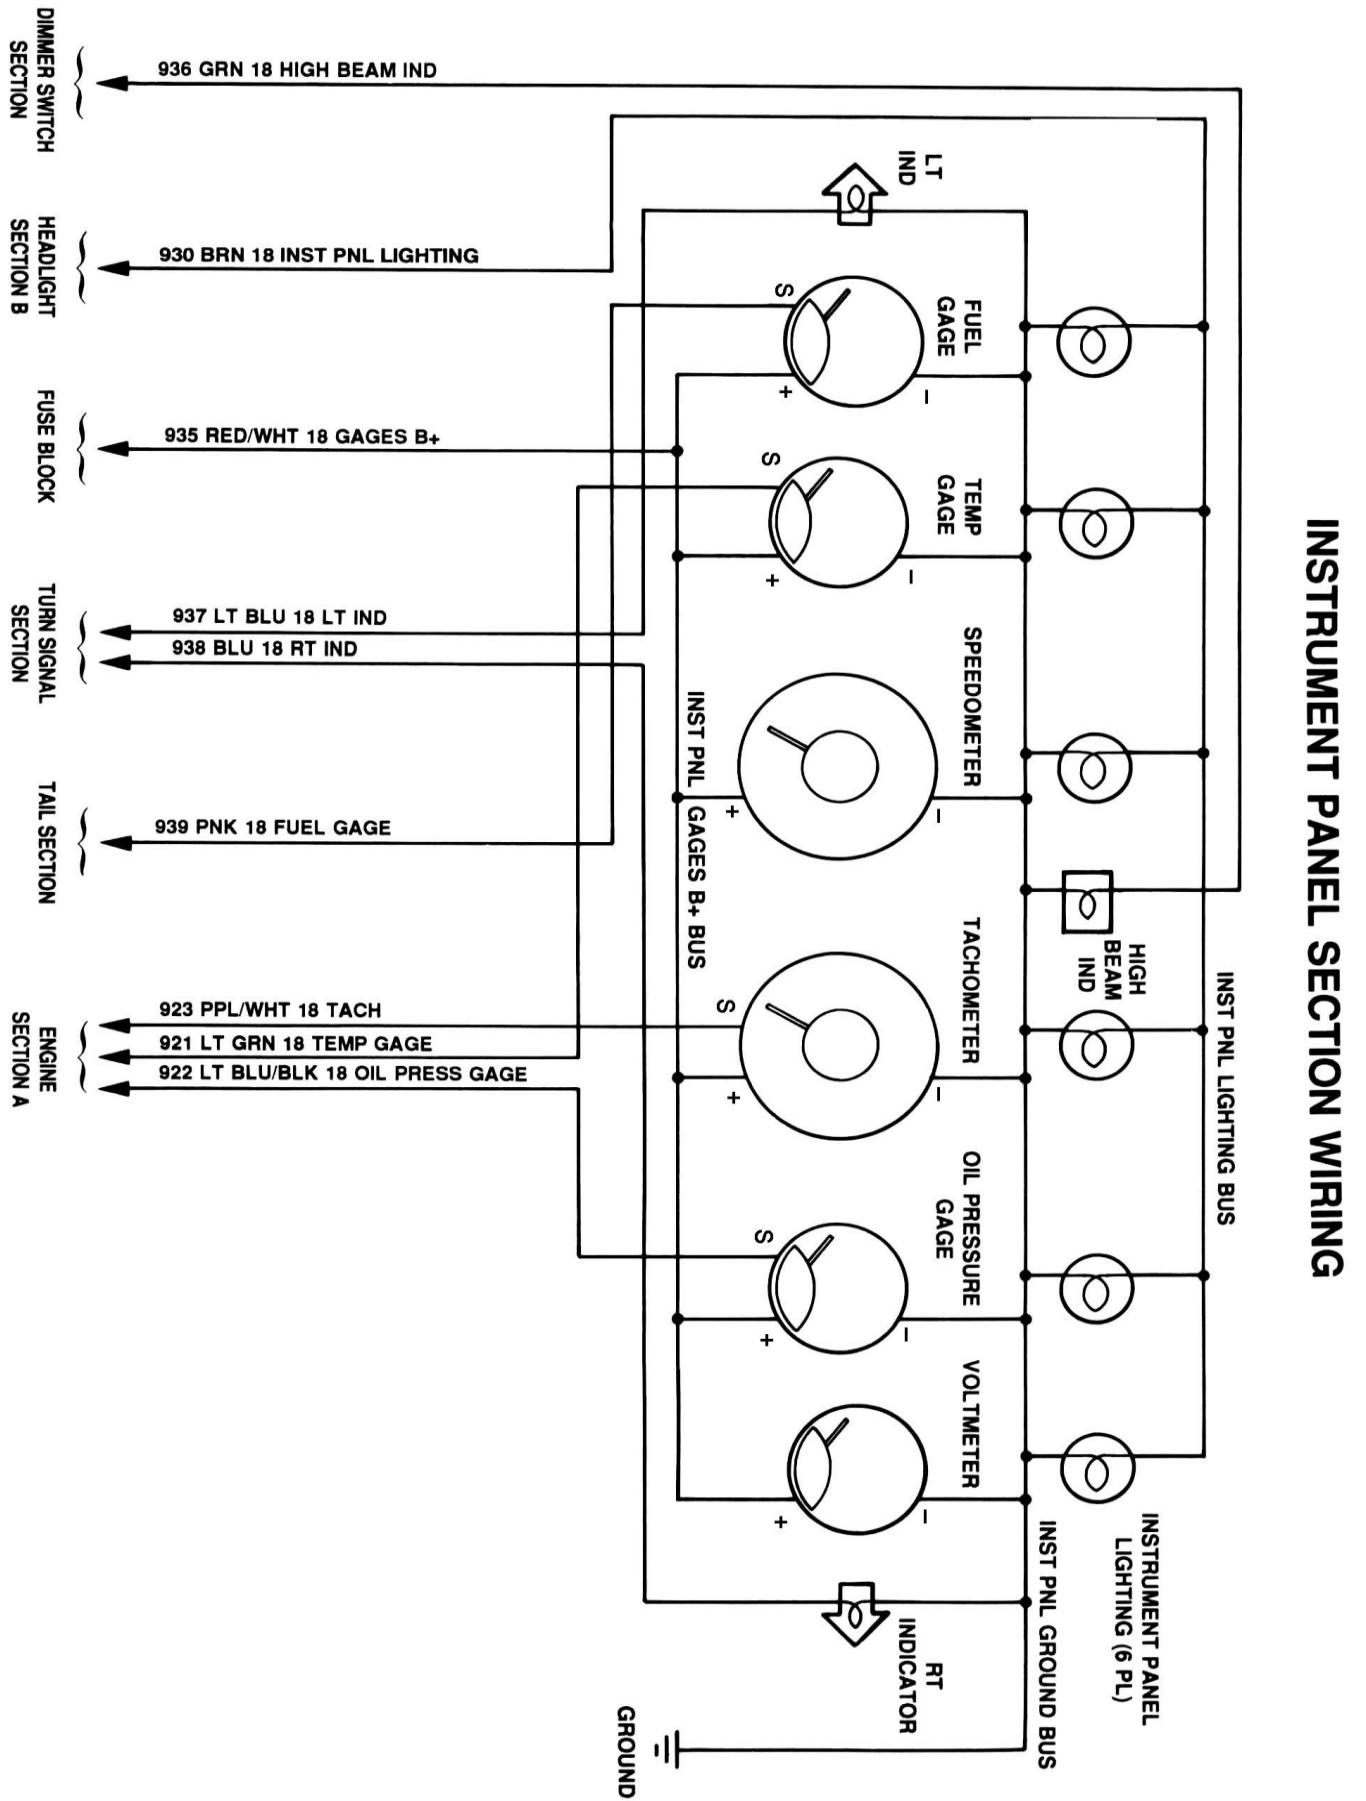 INSTRUMENT PANEL SECTION WIRING
INST PNL LIGHTING BUS
HIGH
BEAM
IND
INSTRUMENT PANEL
LIGHTING (6 PL)
INST PNL GROUND BUS
LT
IND
FUEL
GAGE
TEMP
GAGE
SPEEDOMETER
TACHOMETER
OIL PRESSURE
GAGE
VOLTMETER
RT
INDICATOR
S
+
−
S
+
−
+
−
S
+
−
S
+
−
+
−
INST PNL GAGES B+ BUS
GROUND
936 GRN 18 HIGH BEAM IND
930 BRN 18 INST PNL LIGHTING
935 RED/WHT 18 GAGES B+
937 LT BLU 18 LT IND
938 BLU 18 RT IND
939 PNK 18 FUEL GAGE
923 PPL/WHT 18 TACH
921 LT GRN 18 TEMP GAGE
922 LT BLU/BLK 18 OIL PRESS GAGE
DIMMER SWITCH
SECTION
HEADLIGHT
SECTION B
FUSE BLOCK
TURN SIGNAL
SECTION
TAIL SECTION
ENGINE
SECTION A